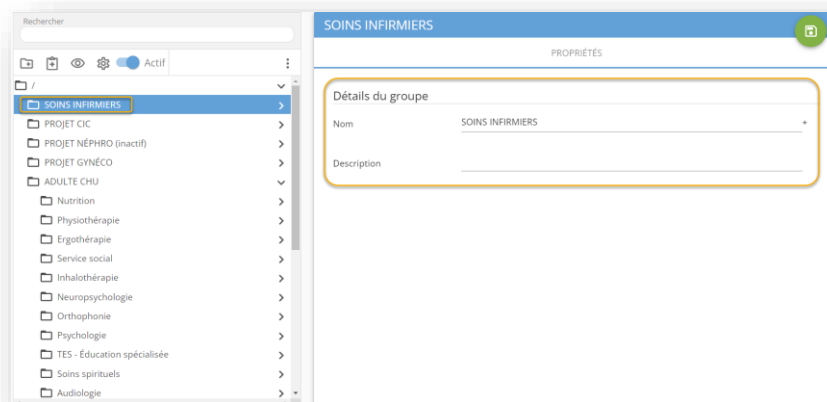 Rechercher
Actif
/
SOINS INFIRMIERS
PROJET CIC
PROJET NÉPHRO (inactif)
PROJET GYNÉCO
ADULTE CHU
Nutrition
Physiothérapie
Ergothérapie
Service social
Inhalothérapie
Neuropsychologie
Orthophonie
Psychologie
TES - Éducation spécialisée
Soins spirituels
Audiologie
SOINS INFIRMIERS
PROPRIÉTÉS
Détails du groupe
Nom SOINS INFIRMIERS *
Description